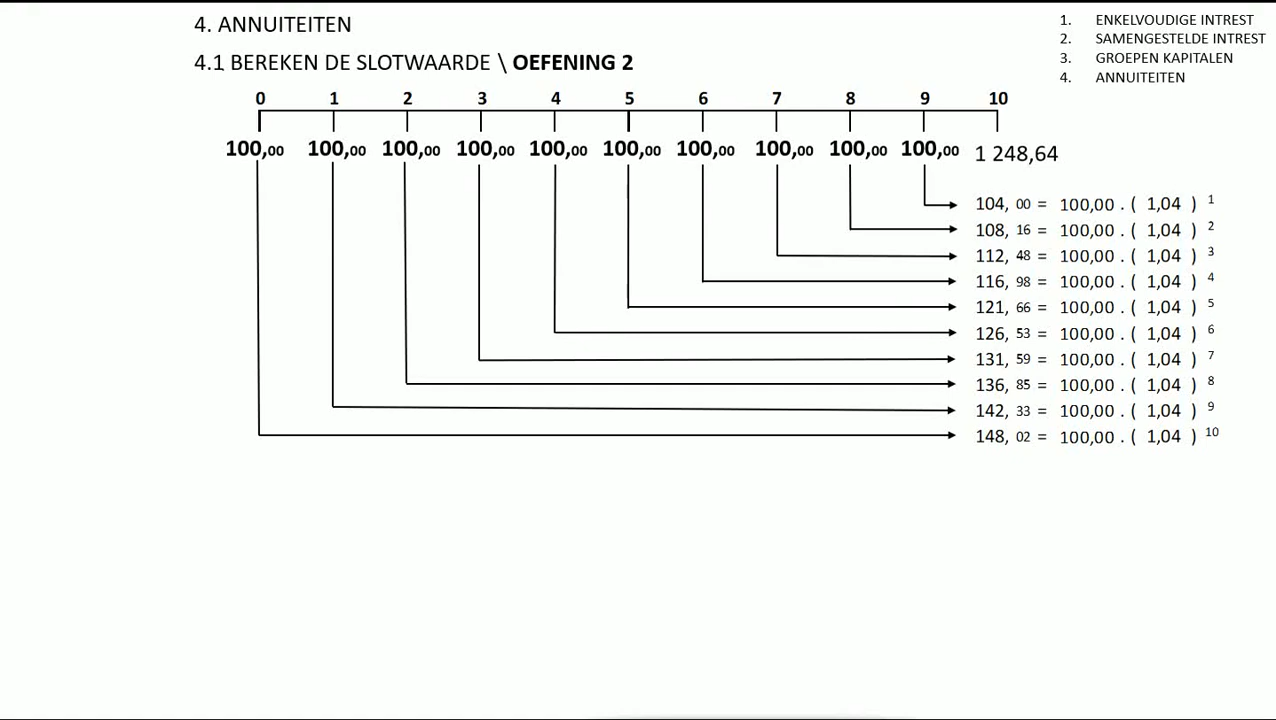 4. ANNUITEITEN
1. ENKELVOUDIGE INTREST
2. SAMENGESTELDE INTREST
3. GROEPEN KAPITALEN
4. ANNUITEITEN
4.1 BEREKEN DE SLOTWAARDE \ OEFENING 2
0 1 2 3 4 5 6 7 8 9 10
100,00 100,00 100,00 100,00 100,00 100,00 100,00 100,00 100,00 100,00 1 248,64
104, 00 = 100,00 . ( 1,04 ) 1
108, 16 = 100,00 . ( 1,04 ) 2
112, 48 = 100,00 . ( 1,04 ) 3
116, 98 = 100,00 . ( 1,04 ) 4
121, 66 = 100,00 . ( 1,04 ) 5
126, 53 = 100,00 . ( 1,04 ) 6
131, 59 = 100,00 . ( 1,04 ) 7
136, 85 = 100,00 . ( 1,04 ) 8
142, 33 = 100,00 . ( 1,04 ) 9
148, 02 = 100,00 . ( 1,04 ) 10